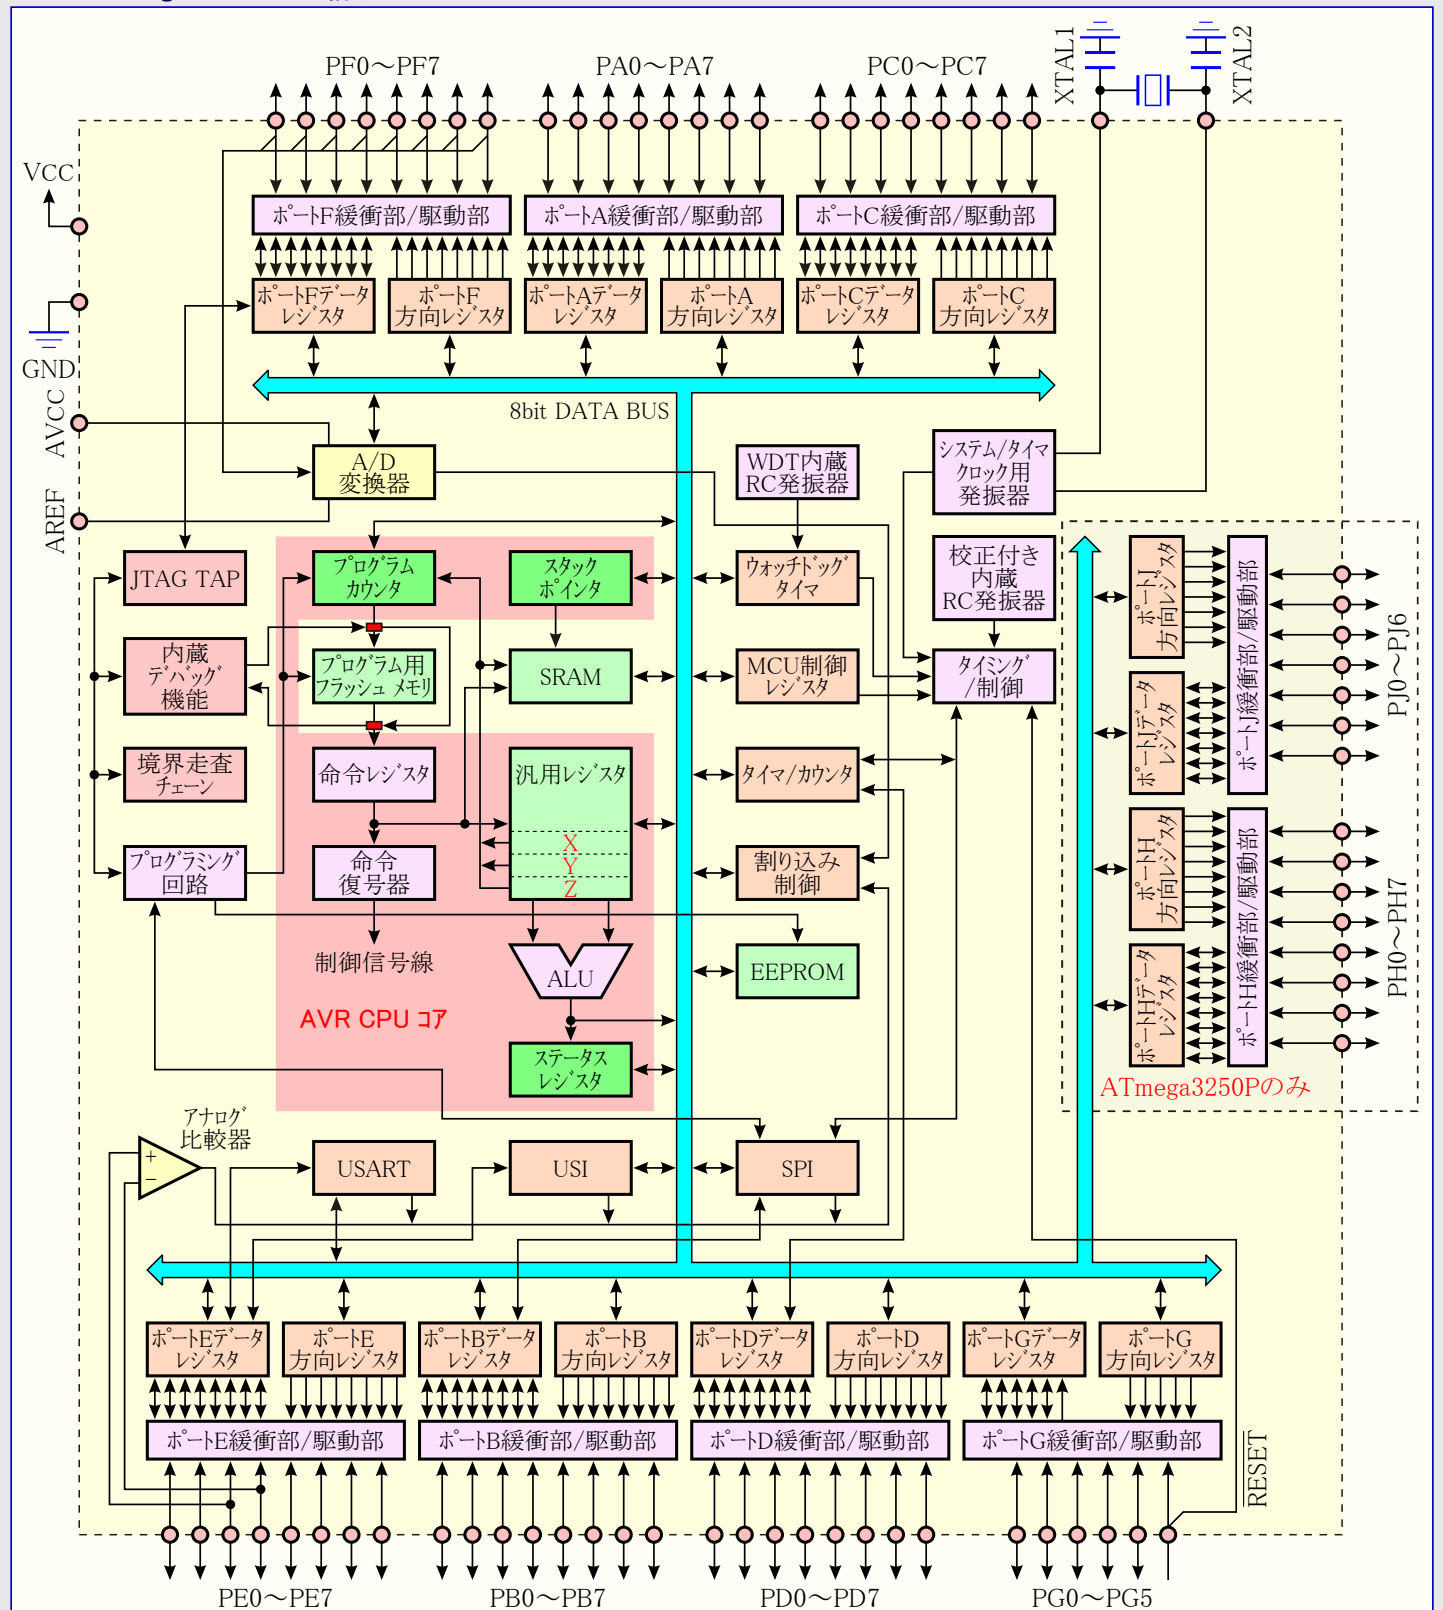 XTAL1
XTAL2
PF0～PF7
PA0～PA7
PC0～PC7
VCC
GND
AVCC
AREF
ポートF緩衝部/駆動部
ポートA緩衝部/駆動部
ポートC緩衝部/駆動部
ポートFデータ
レジスタ
ポートF
方向レジスタ
ポートAデータ
レジスタ
ポートA
方向レジスタ
ポートCデータ
レジスタ
ポートC
方向レジスタ
8bit DATA BUS
A/D
変換器
WDT内蔵
RC発振器
システム/タイマ
クロック用
発振器
JTAG TAP
プログラム
カウンタ
スタック
ポインタ
ウォッチドッグ
タイマ
校正付き
内蔵
RC発振器
内蔵
デバッグ
機能
プログラム用
フラッシュ メモリ
SRAM
MCU制御
レジスタ
タイミング
/制御
境界走査
チェーン
命令レジスタ
汎用レジスタ
X
Y
Z
タイマ/カウンタ
プログラミング
回路
命令
復号器
割り込み
制御
制御信号線
ALU
EEPROM
AVR CPU コア
ステータス
レジスタ
ポートJ
方向レジスタ
ポートJデータ
レジスタ
ポートJ緩衝部/駆動部
PJ0～PJ6
ポートH
方向レジスタ
ポートHデータ
レジスタ
ポートH緩衝部/駆動部
PH0～PH7
ATmega3250Pのみ
アナログ
比較器
+
−
USART
USI
SPI
ポートEデータ
レジスタ
ポートE
方向レジスタ
ポートBデータ
レジスタ
ポートB
方向レジスタ
ポートDデータ
レジスタ
ポートD
方向レジスタ
ポートGデータ
レジスタ
ポートG
方向レジスタ
ポートE緩衝部/駆動部
ポートB緩衝部/駆動部
ポートD緩衝部/駆動部
ポートG緩衝部/駆動部
RESET
PE0～PE7
PB0～PB7
PD0～PD7
PG0～PG5